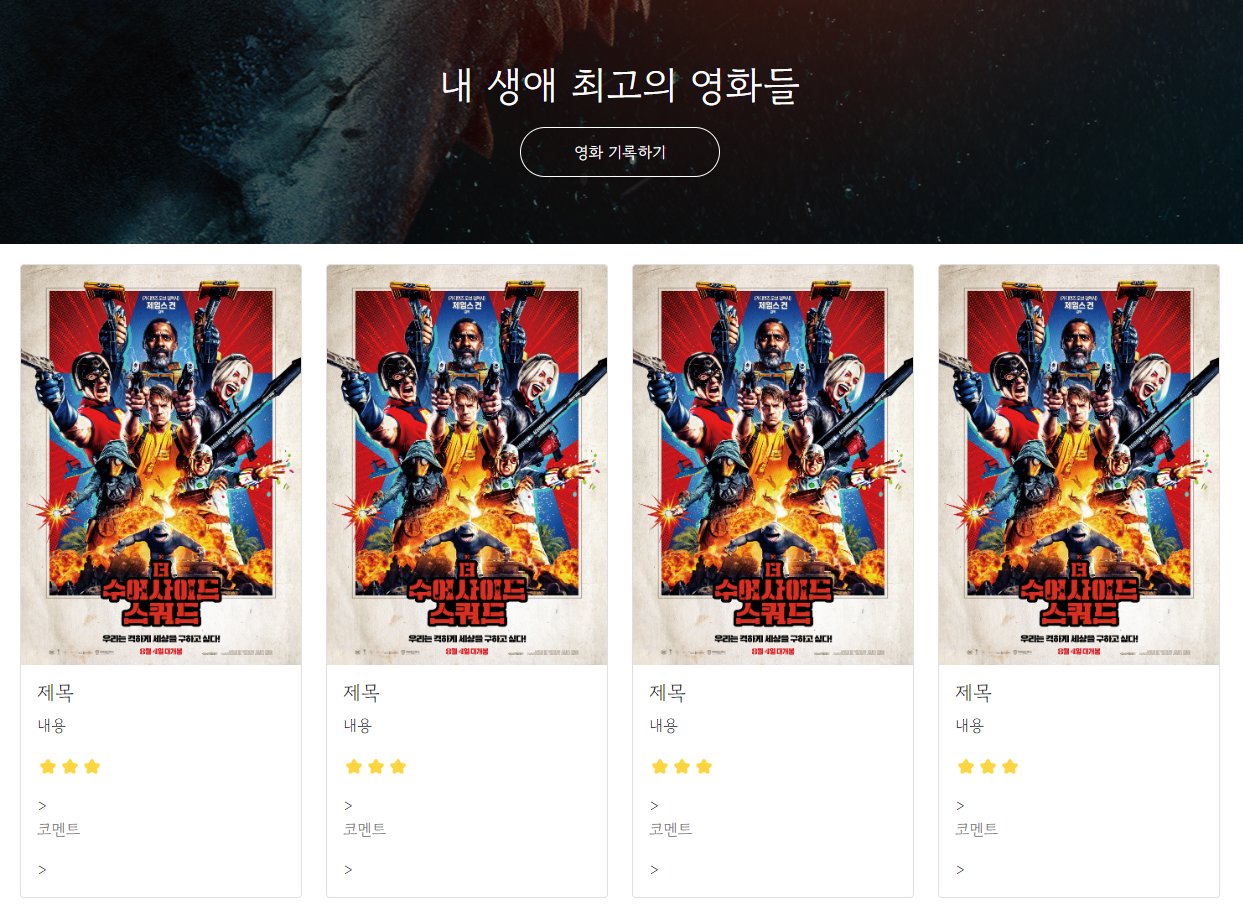 내 생애 최고의 영화들
영화 기록하기
제임스 건
제임스 건
제임스 건
제임스 건
더
수어사이드
스쿼드
우리는 격하게 세상을 구하고 싶다!
8월 4일 대개봉
더
수어사이드
스쿼드
우리는 격하게 세상을 구하고 싶다!
8월 4일 대개봉
더
수어사이드
스쿼드
우리는 격하게 세상을 구하고 싶다!
8월 4일 대개봉
더
수어사이드
스쿼드
우리는 격하게 세상을 구하고 싶다!
8월 4일 대개봉
제목
내용
>
코멘트
>
제목
내용
>
코멘트
>
제목
내용
>
코멘트
>
제목
내용
>
코멘트
>